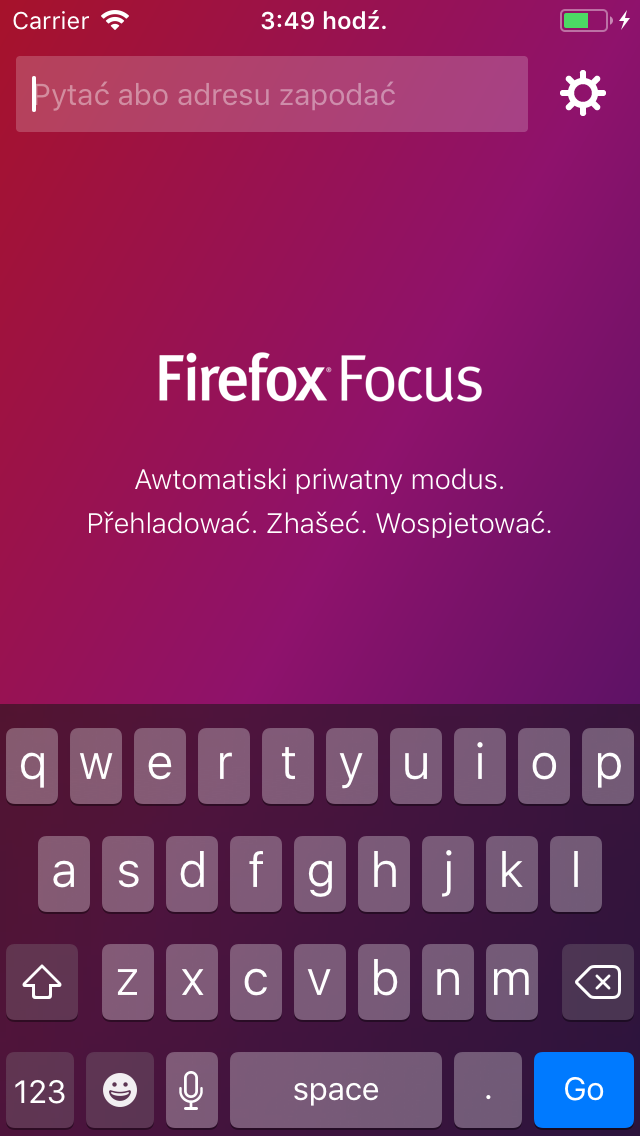 Carrier 3:49 hodź.
Pytać abo adresu zapodać
Firefox® Focus
Awtomatiski priwatny modus.
Přehladować. Zhašeć. Wospjetować.
q w e r t y u i o p
a s d f g h j k l
z x c v b n m
123 space . Go